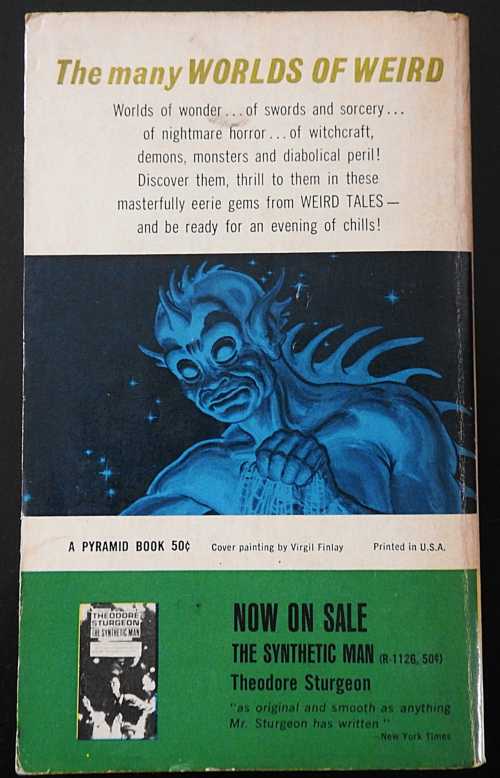 The many WORLDS OF WEIRD
Worlds of wonder...of swords and sorcery...
of nightmare horror...of witchcraft,
demons, monsters and diabolical peril!
Discover them, thrill to them in these
masterfully eerie gems from WEIRD TALES—
and be ready for an evening of chills!
A PYRAMID BOOK 50¢ Cover painting by Virgil Finlay Printed in U.S.A.
THEODORE
STURGEON
THE SYNTHETIC MAN
NOW ON SALE
THE SYNTHETIC MAN (R-1126, 50¢)
Theodore Sturgeon
"as original and smooth as anything
Mr. Sturgeon has written"
—New York Times